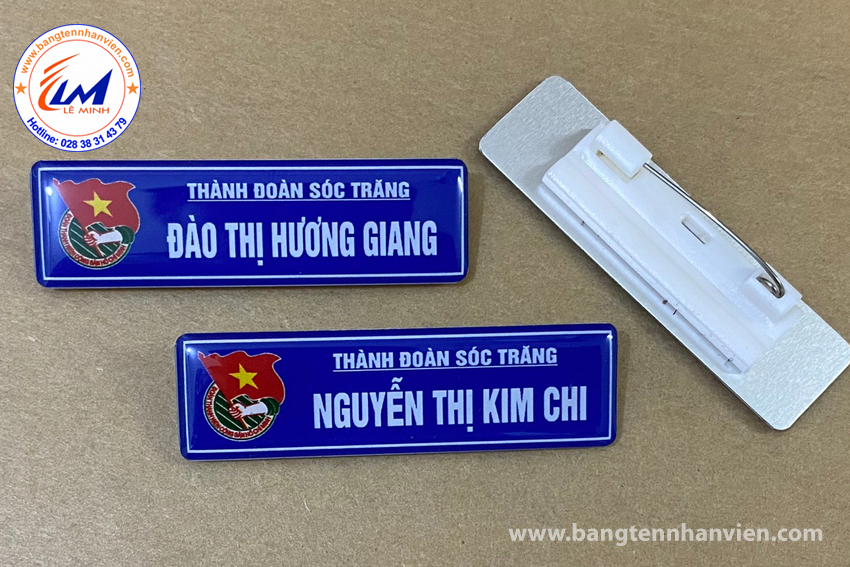 www.bangtennhanvien.com
LM
LÊ MINH
Hotline: 028 38 31 43 79
THÀNH ĐOÀN SÓC TRĂNG
ĐÀO THỊ HƯƠNG GIANG
THÀNH ĐOÀN SÓC TRĂNG
NGUYỄN THỊ KIM CHI
www.bangtennhanvien.com